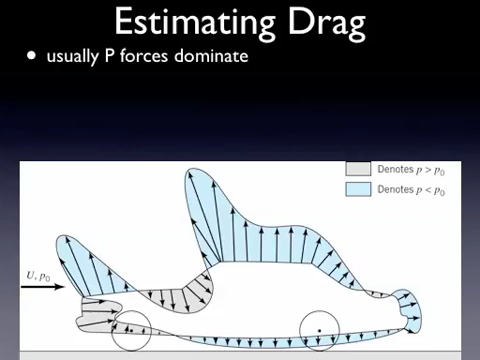 Estimating Drag
• usually P forces dominate
Denotes p > p₀
Denotes p < p₀
U, p₀